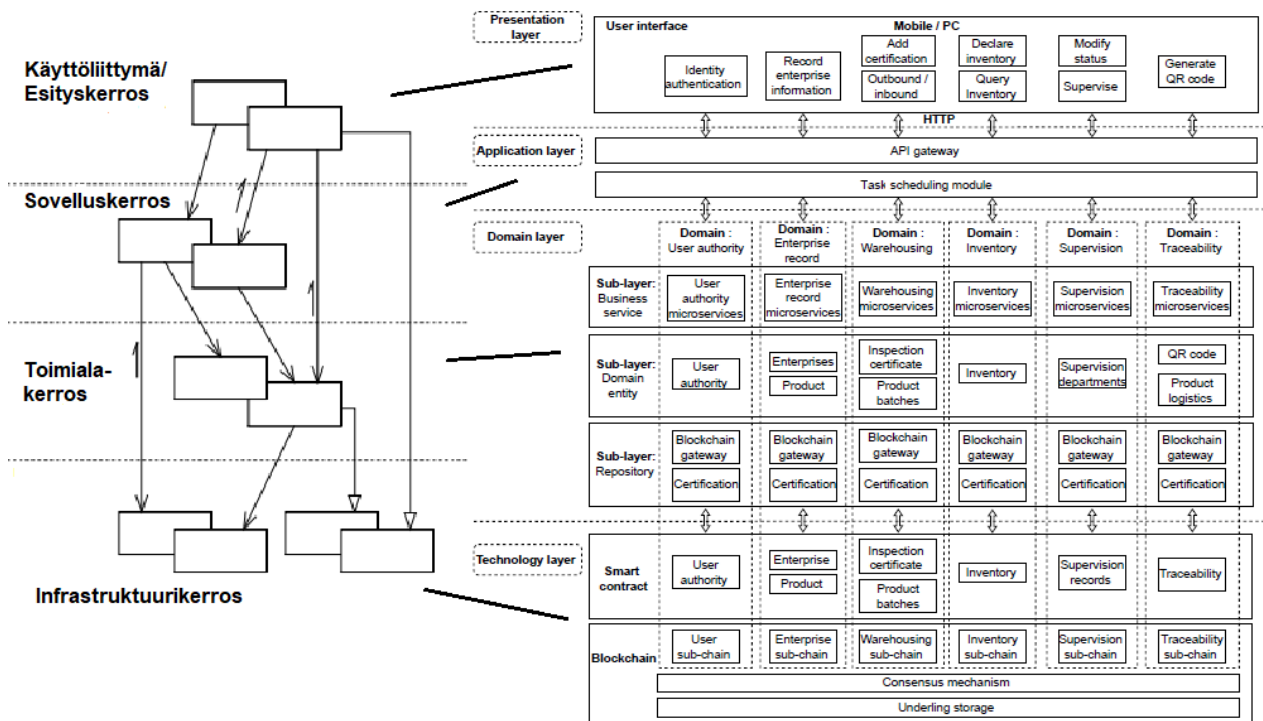 Käyttöliittymä/
Esityskerros
Sovelluskerros
Toimiala-
kerros
Infrastruktuurikerros
Presentation
layer
User interface
Mobile / PC
Identity
authentication
Record
enterprise
information
Add
certification
Outbound /
inbound
Declare
inventory
Query
Inventory
Modify
status
Supervise
Generate
QR code
HTTP
Application layer
API gateway
Task scheduling module
Domain layer
Domain :
User authority
Domain :
Enterprise
record
Domain :
Warehousing
Domain :
Inventory
Domain :
Supervision
Domain :
Traceability
Sub-layer:
Business
service
User
authority
microservices
Enterprise
record
microservices
Warehousing
microservices
Inventory
microservices
Supervision
microservices
Traceability
microservices
Sub-layer:
Domain
entity
User
authority
Enterprises
Product
Inspection
certificate
Product
batches
Inventory
Supervision
departments
QR code
Product
logistics
Sub-layer:
Repository
Blockchain
gateway
Blockchain
gateway
Blockchain
gateway
Blockchain
gateway
Blockchain
gateway
Blockchain
gateway
Certification
Certification
Certification
Certification
Certification
Certification
Technology layer
Smart
contract
User
authority
Enterprise
Product
Inspection
certificate
Product
batches
Inventory
Supervision
records
Traceability
Blockchain
User
sub-chain
Enterprise
sub-chain
Warehousing
sub-chain
Inventory
sub-chain
Supervision
sub-chain
Traceability
sub-chain
Consensus mechanism
Underling storage